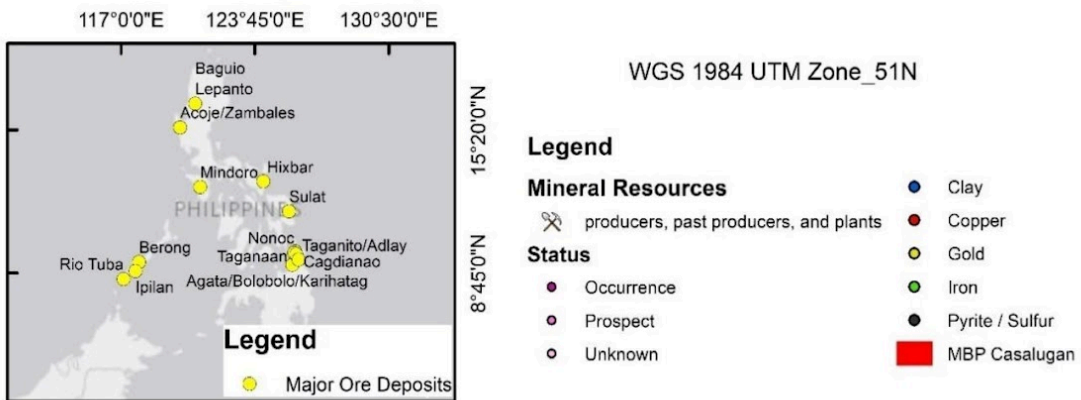 117°0'0"E 123°45'0"E 130°30'0"E
Baguio
Lepanto
Acoje/Zambales
15°20'0"N
Mindoro
Hixbar
Sulat
PHILIPPINES
Nonoc
Taganito/Adlay
Taganaan
Cagdianao
Berong
Rio Tuba
Ipilan
Agata/Bolobolo/Karihatag
8°45'0"N
Legend
Major Ore Deposits
WGS 1984 UTM Zone_51N
Legend
Mineral Resources
producers, past producers, and plants
Status
Occurrence
Prospect
Unknown
Clay
Copper
Gold
Iron
Pyrite / Sulfur
MBP Casalugan